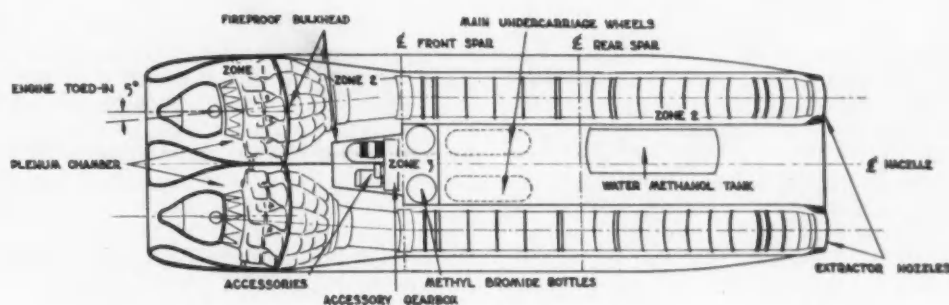 FIREPROOF BULKHEAD
MAIN UNDERCARRIAGE WHEELS
℄ FRONT SPAR
℄ REAR SPAR
ZONE 1
ZONE 2
ENGINE TOED-IN 5°
ZONE 2
PLENUM CHAMBER
ZONE 3
℄ NACELLE
WATER METHANOL TANK
EXTRACTOR NOZZLES
ACCESSORIES
METHYL BROMIDE BOTTLES
ACCESSORY GEARBOX